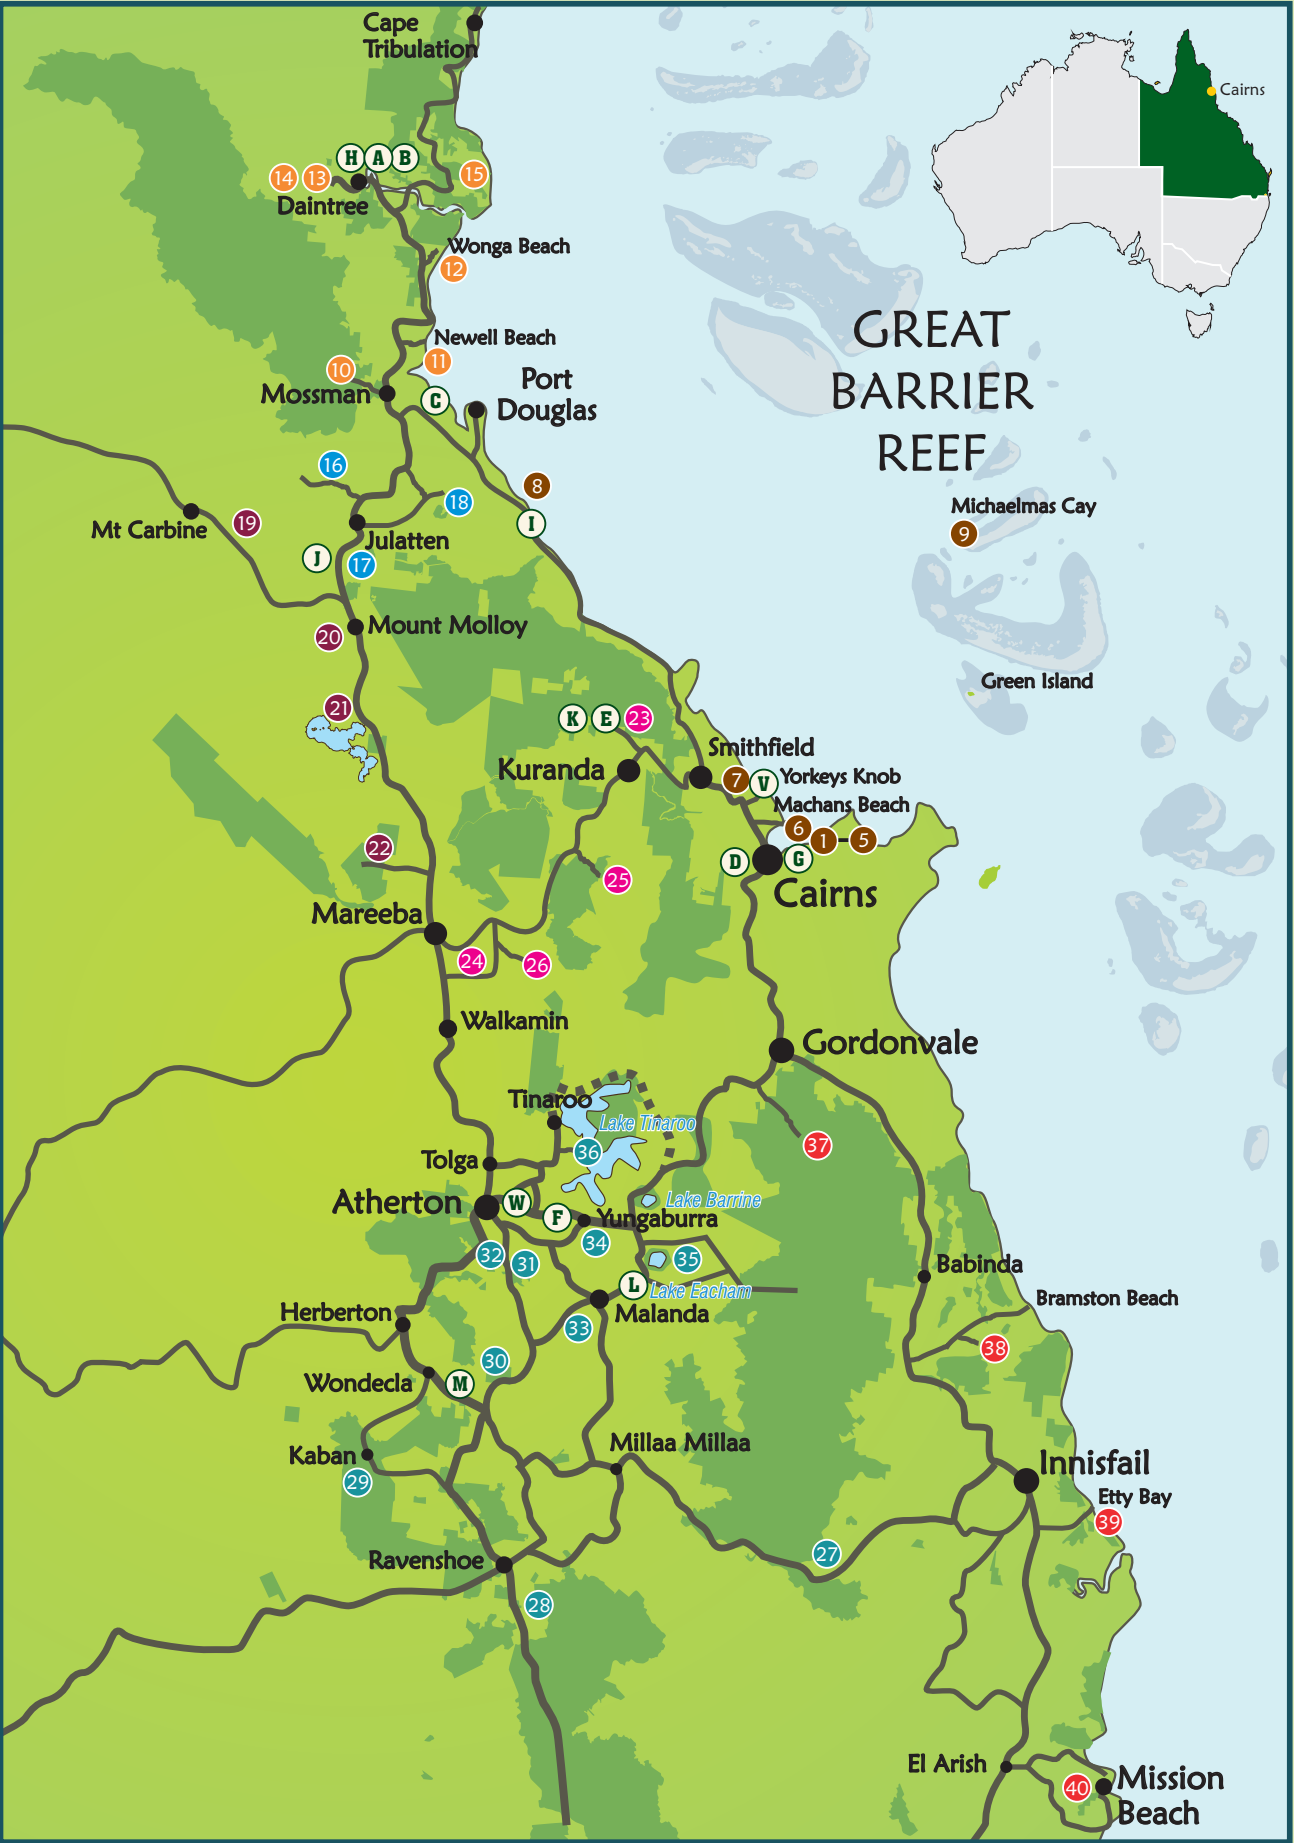 Cape
Tribulation
Cairns
H A B
14 13
15
Daintree
Wonga Beach
12
GREAT
BARRIER
REEF
Newell Beach
11
10
Mossman
Port
Douglas
C
16
8
18
I
Michaelmas Cay
9
Mt Carbine
19
Julatten
J
17
Mount Molloy
20
Green Island
21
K E 23
Smithfield
Kuranda
7 V Yorkeys Knob
Machans Beach
6
1 - 5
22
D G
25
Cairns
Mareeba
24
26
Walkamin
Gordonvale
Tinaroo
Lake Tinaroo
37
36
Tolga
Atherton
W
Lake Barrine
F
Yungaburra
34
32
31
35
Babinda
L
Lake Eacham
Bramston Beach
Herberton
Malanda
33
38
30
Wondecla
M
Millaa Millaa
Kaban
29
Innisfail
Etty Bay
39
Ravenshoe
27
28
El Arish
40
Mission
Beach